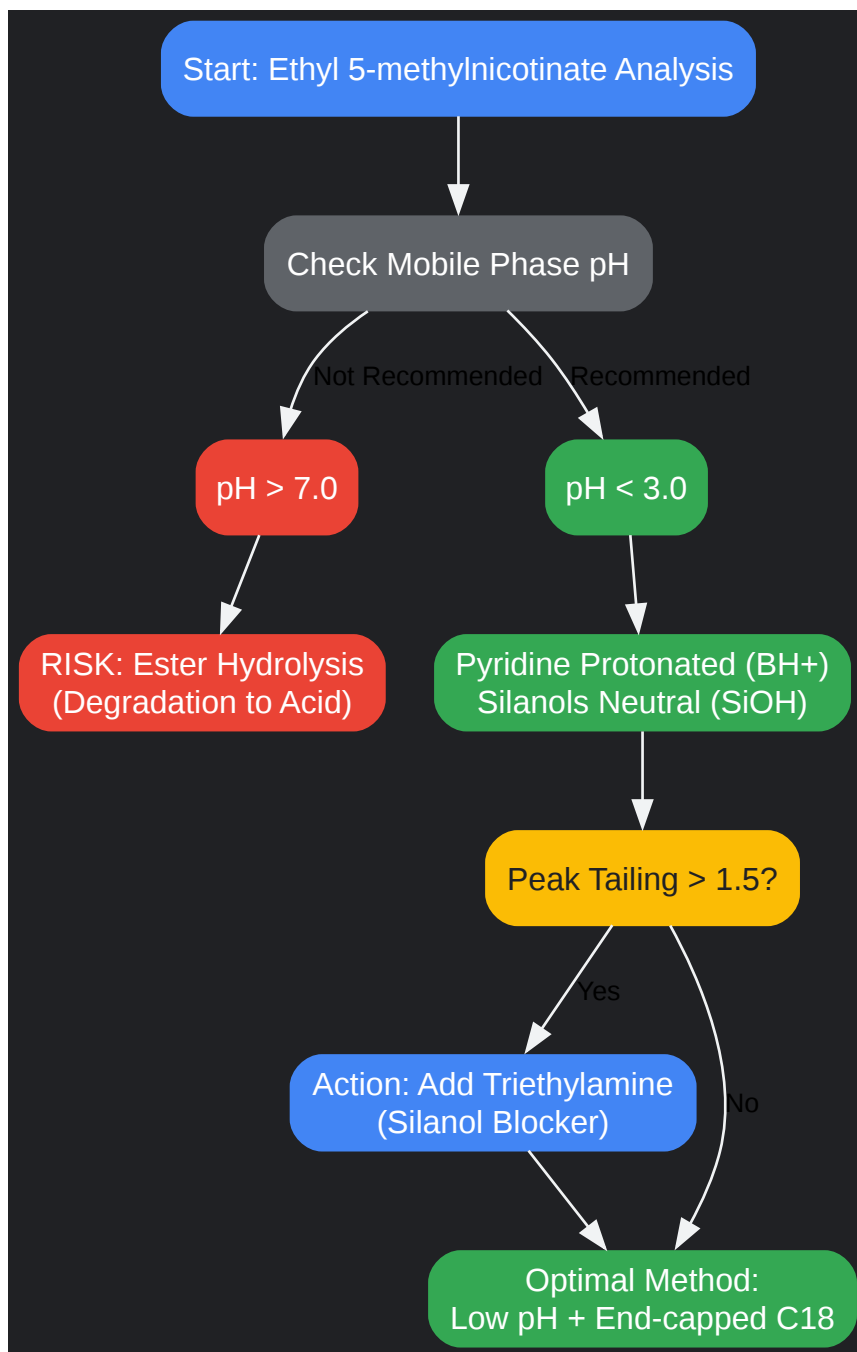 Start: Ethyl 5-methylnicotinate Analysis
Check Mobile Phase pH
Not Recommended
Recommended
pH > 7.0
pH < 3.0
RISK: Ester Hydrolysis
(Degradation to Acid)
Pyridine Protonated (BH+)
Silanols Neutral (SiOH)
Peak Tailing > 1.5?
Yes
Action: Add Triethylamine
(Silanol Blocker)
No
Optimal Method:
Low pH + End-capped C18